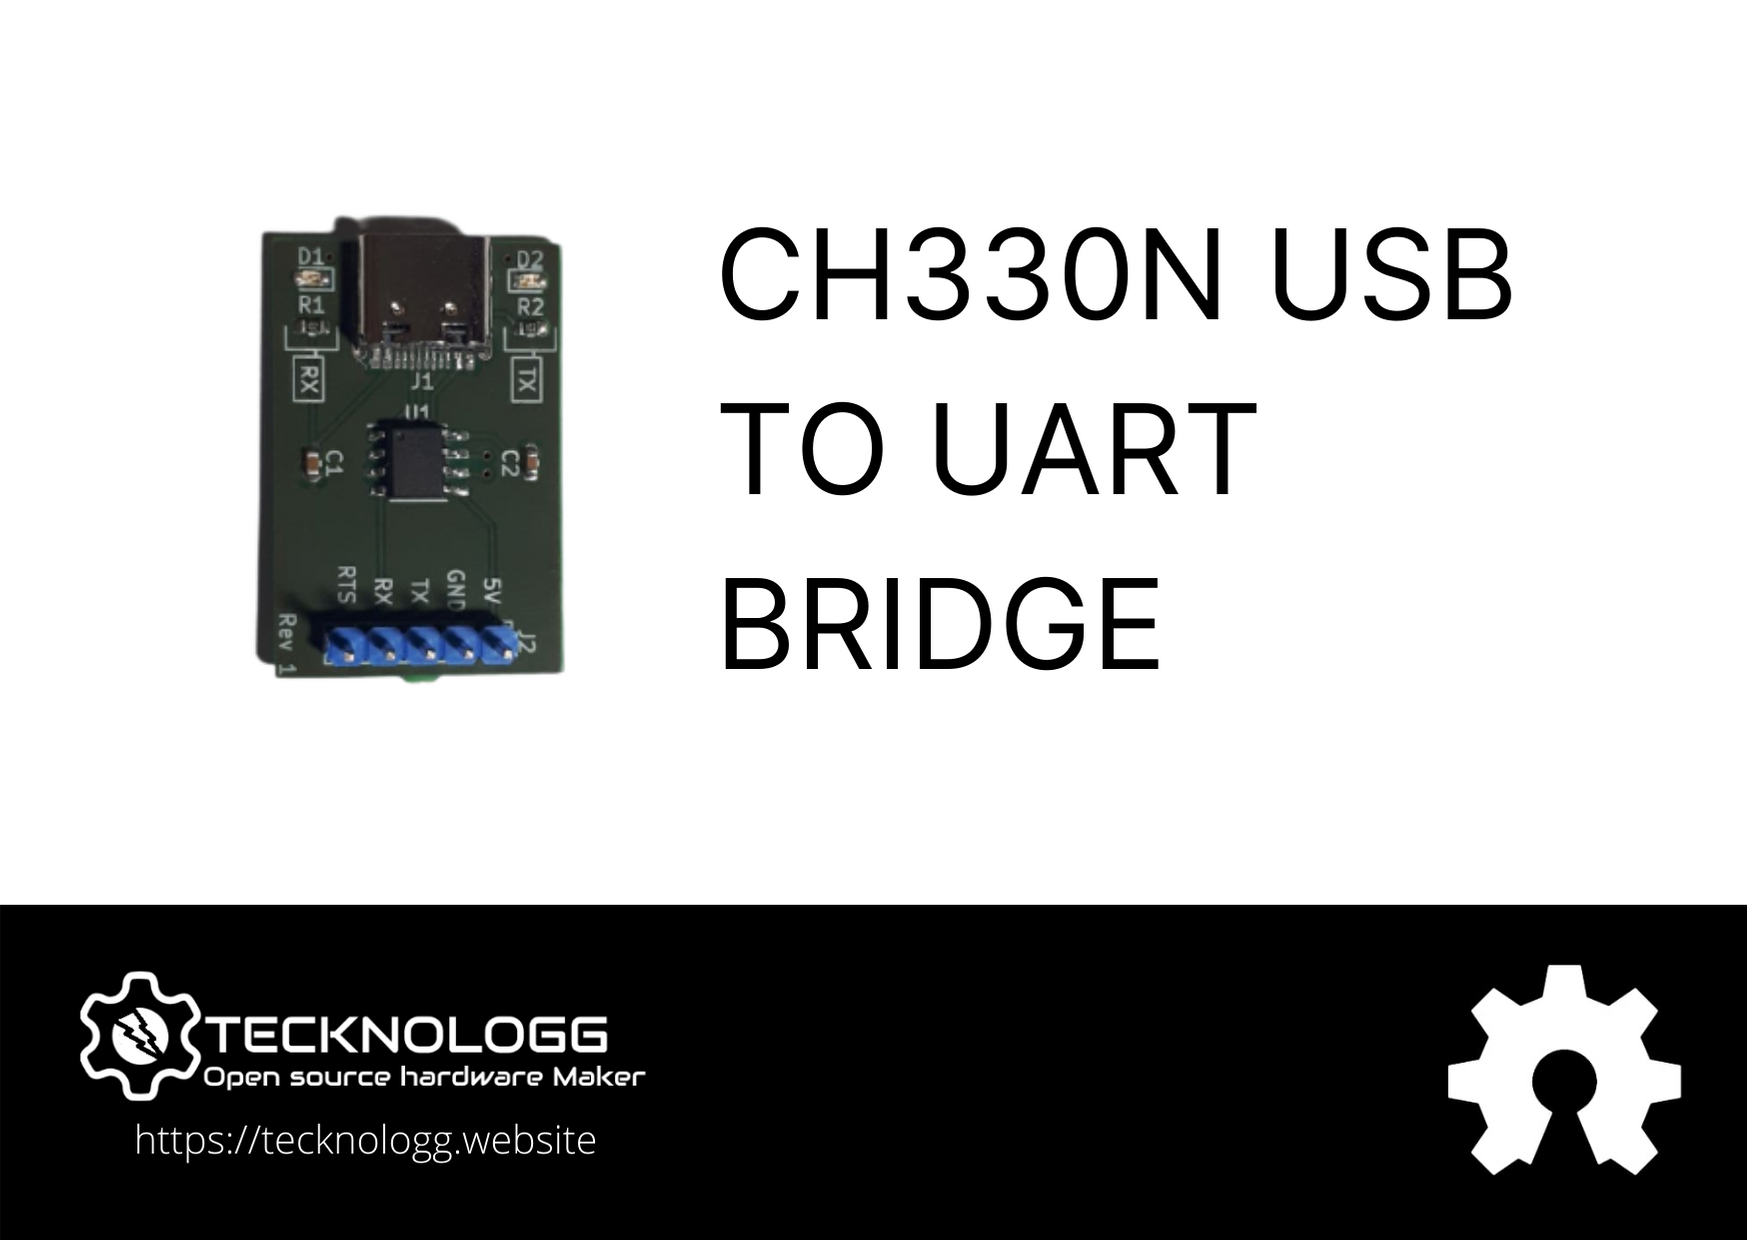 CH330N USB
TO UART
BRIDGE
D1
D2
R1
R2
RX
TX
J1
U1
C1
C2
RTS
RX
TX
GND
5V
J2
Rev 1
TECKNOLOGG
Open source hardware Maker
https://tecknologg.website